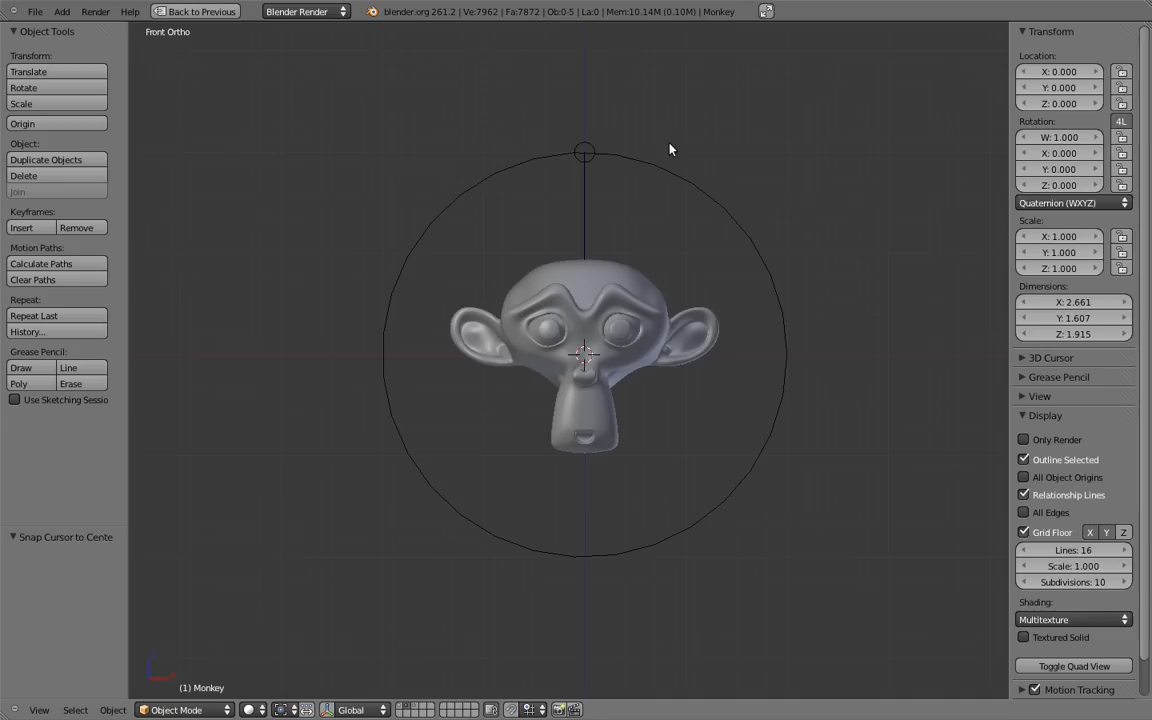 File Add Render Help Back to Previous Blender Render blender.org 261.2 | Ve:7962 | Fa:7872 | Ob:0-5 | La:0 | Mem:10.14M (0.10M) | Monkey
Object Tools
Transform:
Translate
Rotate
Scale
Origin
Object:
Duplicate Objects
Delete
Join
Keyframes:
Insert Remove
Motion Paths:
Calculate Paths
Clear Paths
Repeat:
Repeat Last
History...
Grease Pencil:
Draw Line
Poly Erase
Use Sketching Sessio
Snap Cursor to Cente
Front Ortho
(1) Monkey
Transform
Location:
X: 0.000
Y: 0.000
Z: 0.000
Rotation: 4L
W: 1.000
X: 0.000
Y: 0.000
Z: 0.000
Quaternion (WXYZ)
Scale:
X: 1.000
Y: 1.000
Z: 1.000
Dimensions:
X: 2.661
Y: 1.607
Z: 1.915
3D Cursor
Grease Pencil
View
Display
Only Render
Outline Selected
All Object Origins
Relationship Lines
All Edges
Grid Floor X Y Z
Lines: 16
Scale: 1.000
Subdivisions: 10
Shading:
Multitexture
Textured Solid
Toggle Quad View
Motion Tracking
View Select Object Object Mode Global